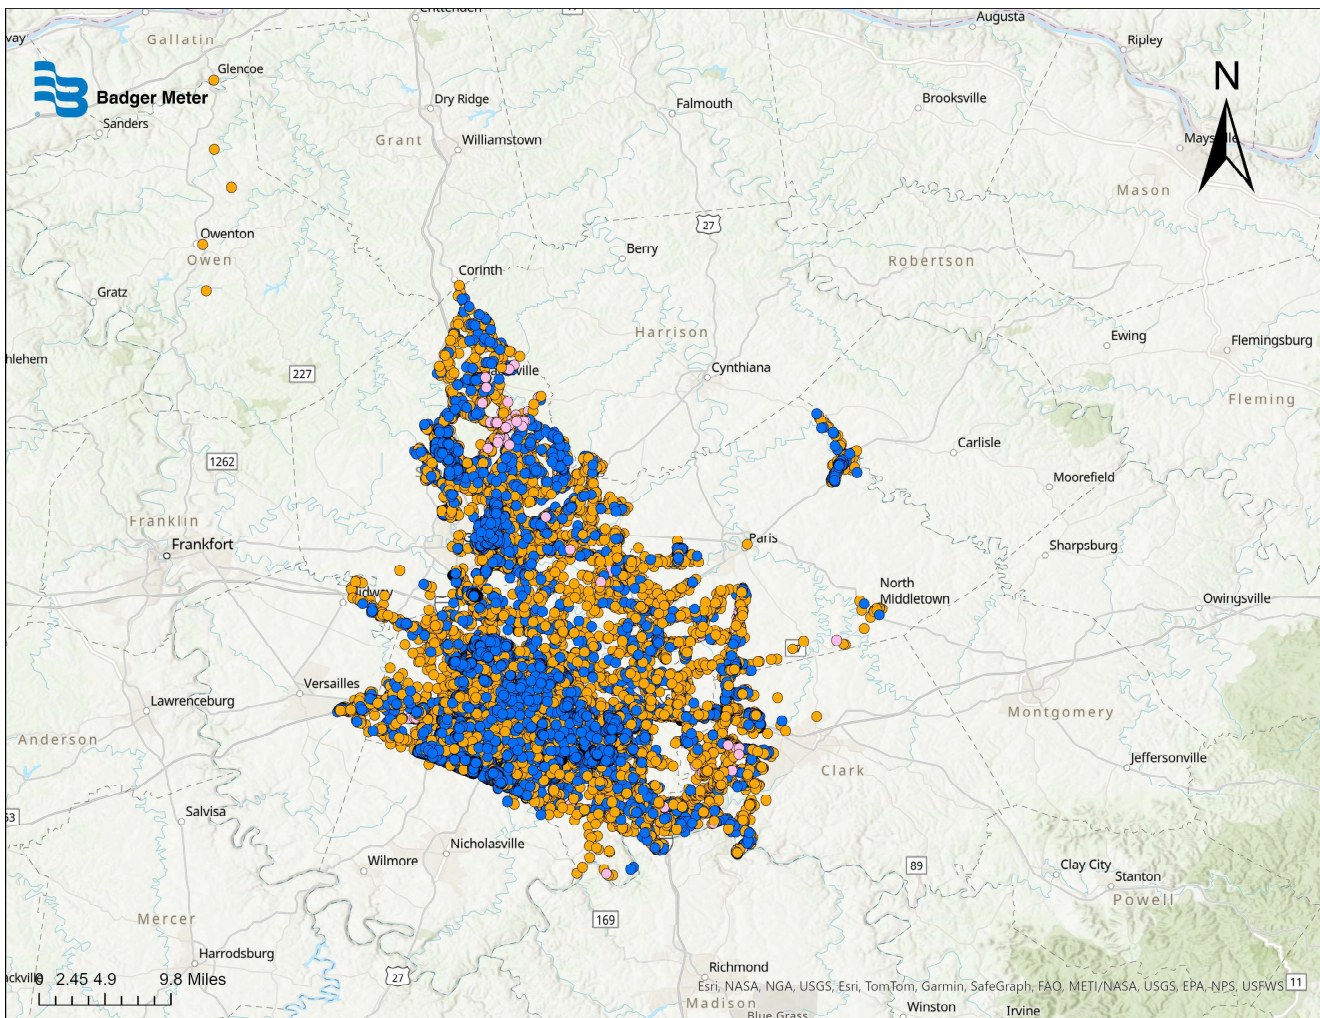 Crittenden
Gallatin
Augusta
Ripley
Glencoe
Badger Meter
N
Dry Ridge
Falmouth
Brooksville
Sanders
Grant
Williamstown
Mason
27
Owenton
Owen
Berry
Robertson
Corinth
Gratz
Harrison
Ewing
Flemingsburg
Cynthiana
227
Fleming
Carlisle
1262
Moorefield
Franklin
Frankfort
Paris
Sharpsburg
North
Middletown
Owingsville
Versailles
Lawrenceburg
Montgomery
Anderson
Jeffersonville
Clark
Salvisa
Nicholasville
Wilmore
89
Clay City
Stanton
Powell
Mercer
169
Harrodsburg
Richmond
27
0 2.45 4.9 9.8 Miles
Esri, NASA, NGA, USGS, Esri, TomTom, Garmin, SafeGraph, FAO, METI/NASA, USGS, EPA, NPS, USFWS
11
Madison
Winston
Irvine
Blue Grass